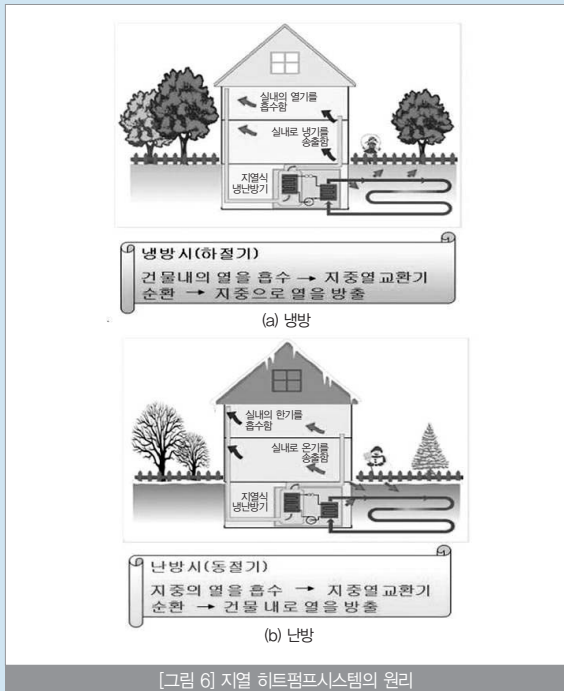 실내의 열기를
흡수함
실내로 냉기를
송출함
지열식
냉난방기
냉방시(하절기)
건물내의 열을 흡수 → 지중열교환기
순환 → 지중으로 열을 방출
(a) 냉방
실내의 한기를
흡수함
실내로 온기를
송출함
지열식
냉난방기
난방시(동절기)
지중의 열을 흡수 → 지중열교환기
순환 → 건물 내로 열을 방출
(b) 난방
[그림 6] 지열 히트펌프시스템의 원리